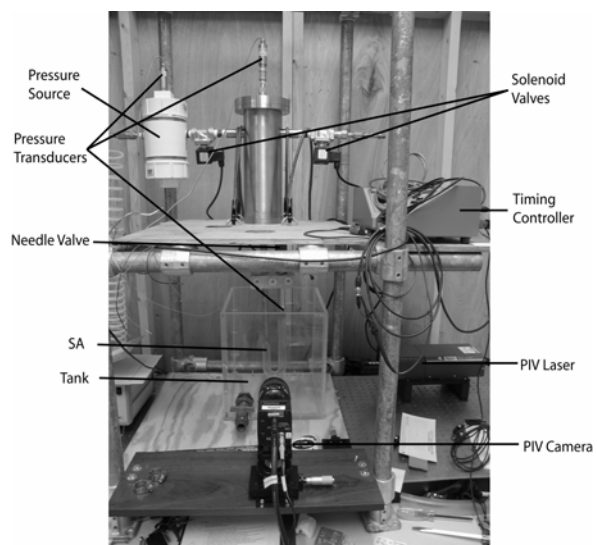 Pressure
Source
Pressure
Transducers
Needle Valve
SA
Tank
Solenoid
Valves
Timing
Controller
PIV Laser
PIV Camera